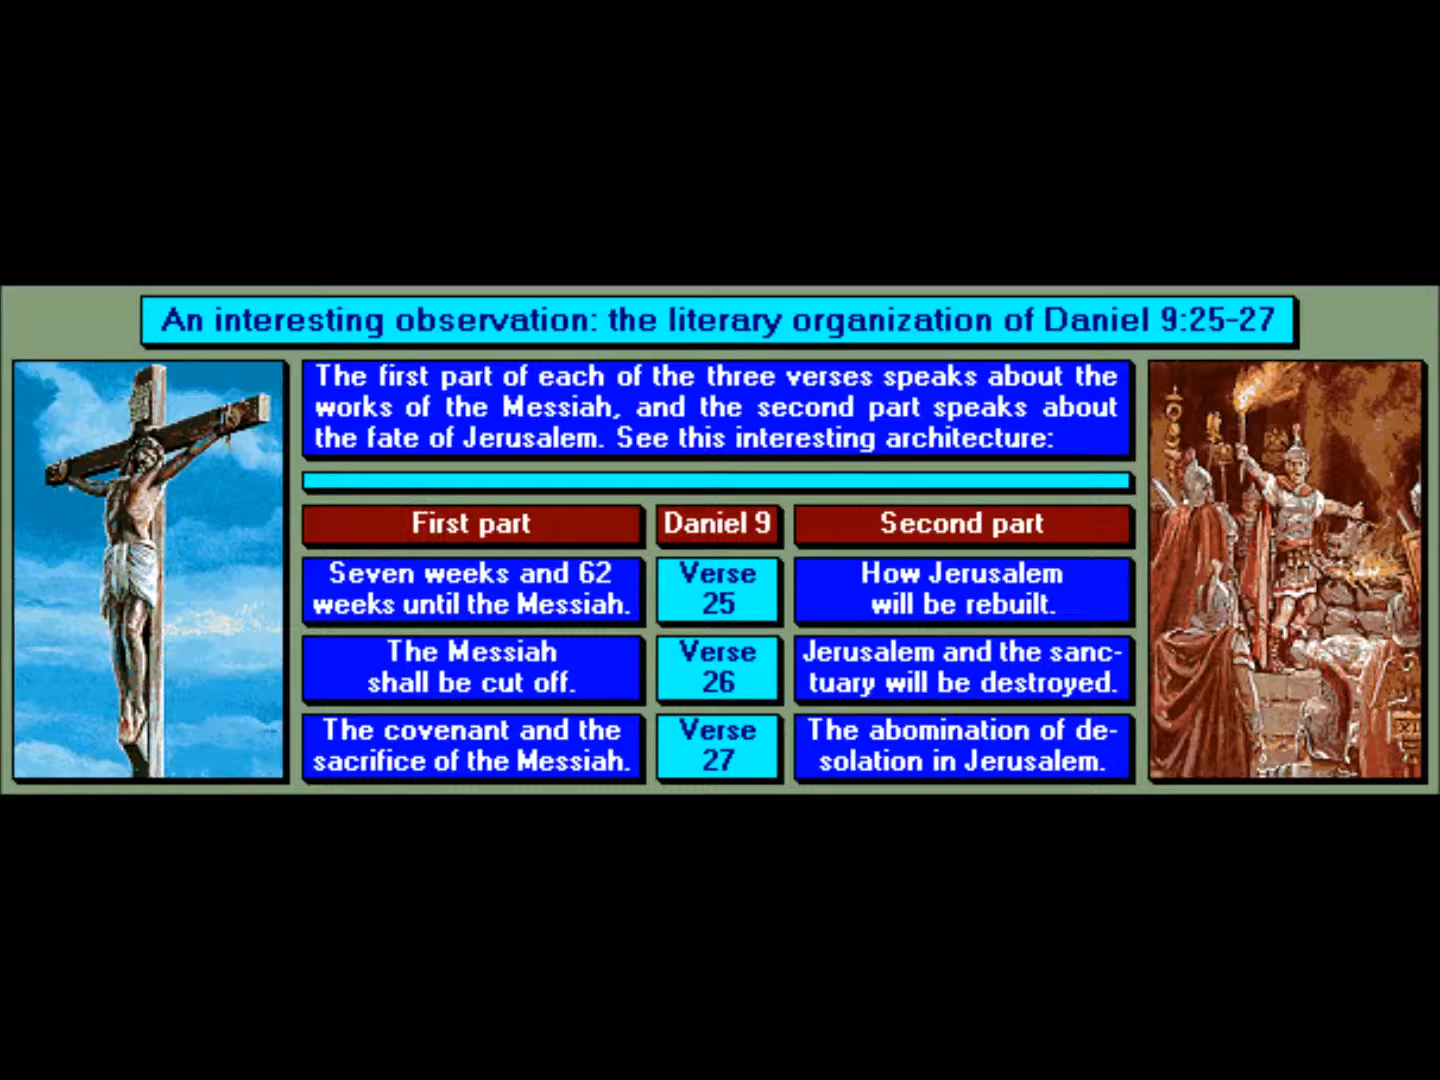 An interesting observation: the literary organization of Daniel 9:25-27
The first part of each of the three verses speaks about the
works of the Messiah, and the second part speaks about
the fate of Jerusalem. See this interesting architecture:
First part
Daniel 9
Second part
Seven weeks and 62
weeks until the Messiah.
Verse
25
How Jerusalem
will be rebuilt.
The Messiah
shall be cut off.
Verse
26
Jerusalem and the sanc-
tuary will be destroyed.
The covenant and the
sacrifice of the Messiah.
Verse
27
The abomination of de-
solation in Jerusalem.